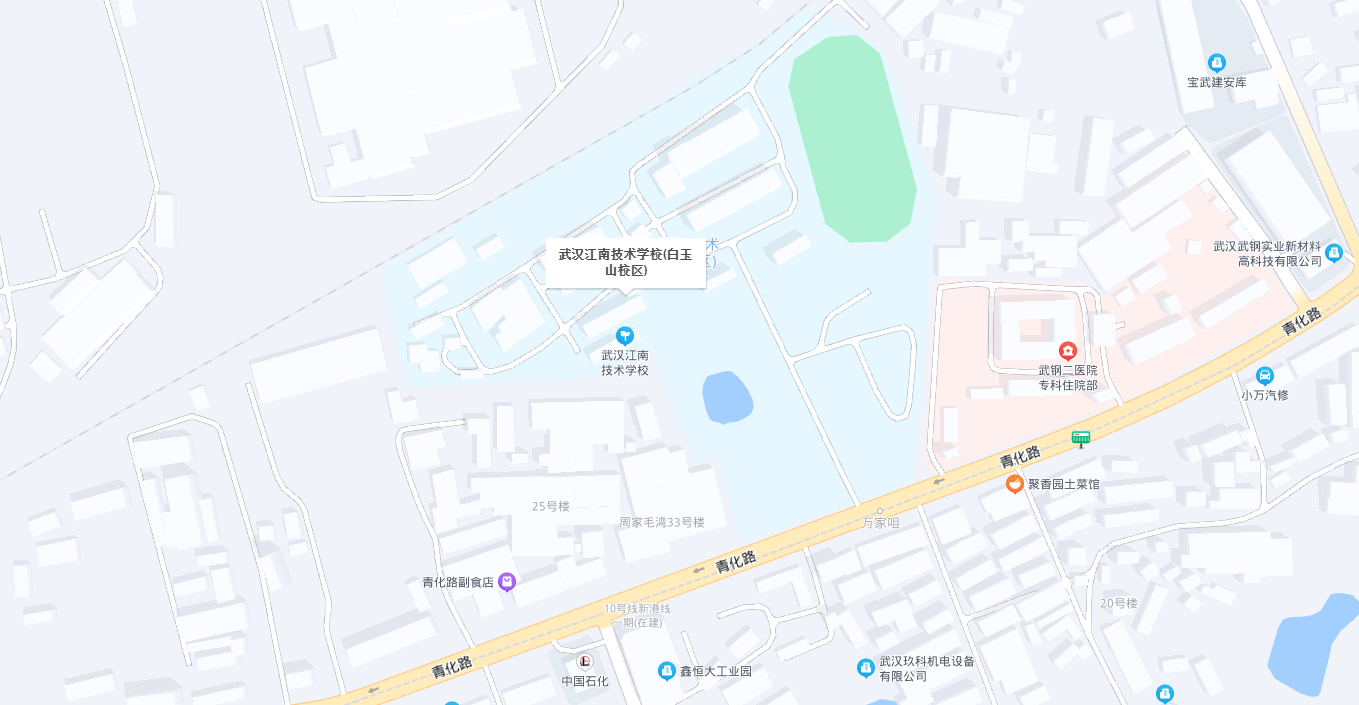 宝武建安库
术
区)
武汉江南技术学校(白玉
山校区)
武汉武钢实业新材料
高科技有限公司
青化路
武汉江南
技术学校
武钢二医院
专科住院部
小万汽修
青化路
聚香园土菜馆
25号楼
周家毛湾33号楼
万家咀
青化路
青化路副食店
10号线新港线
期(在建)
20号楼
青化路
中国石化
鑫恒大工业园
武汉玖科机电设备
有限公司